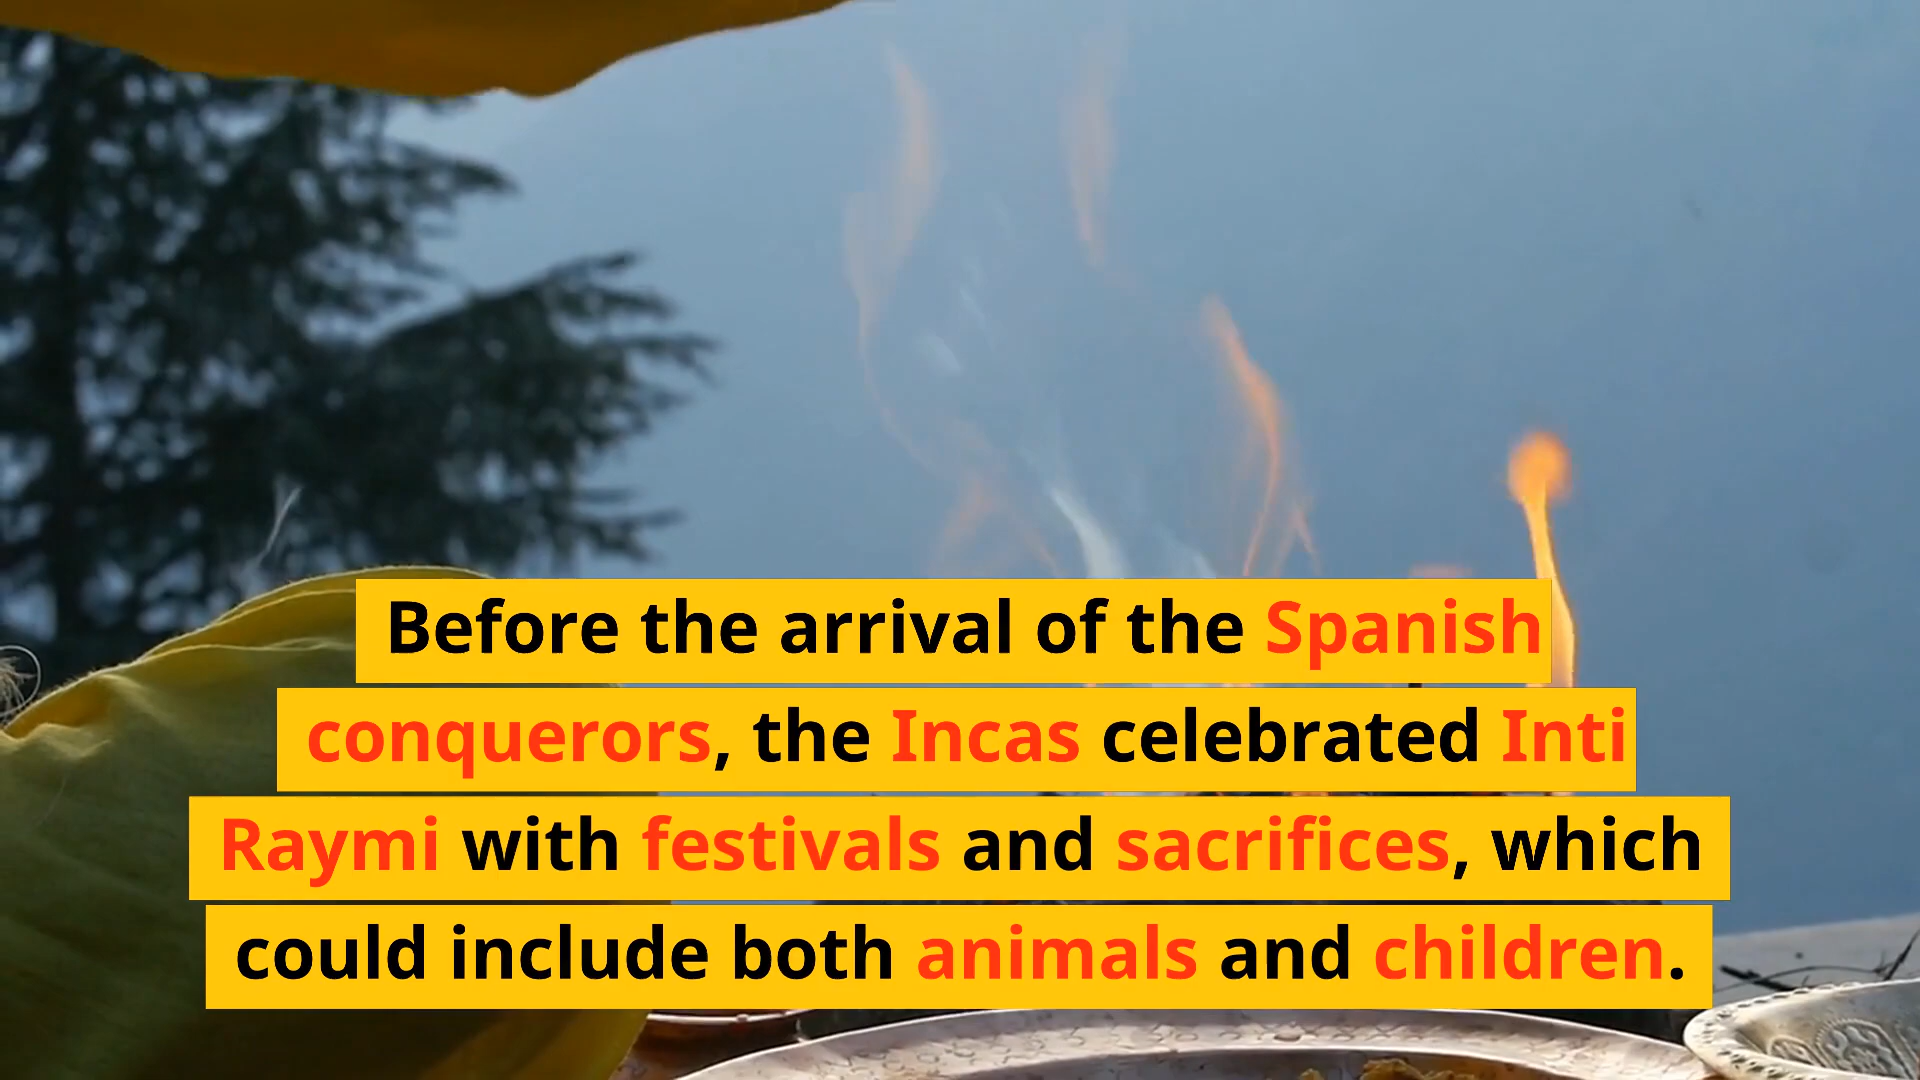 Before the arrival of the Spanish
conquerors, the Incas celebrated Inti
Raymi with festivals and sacrifices, which
could include both animals and children.